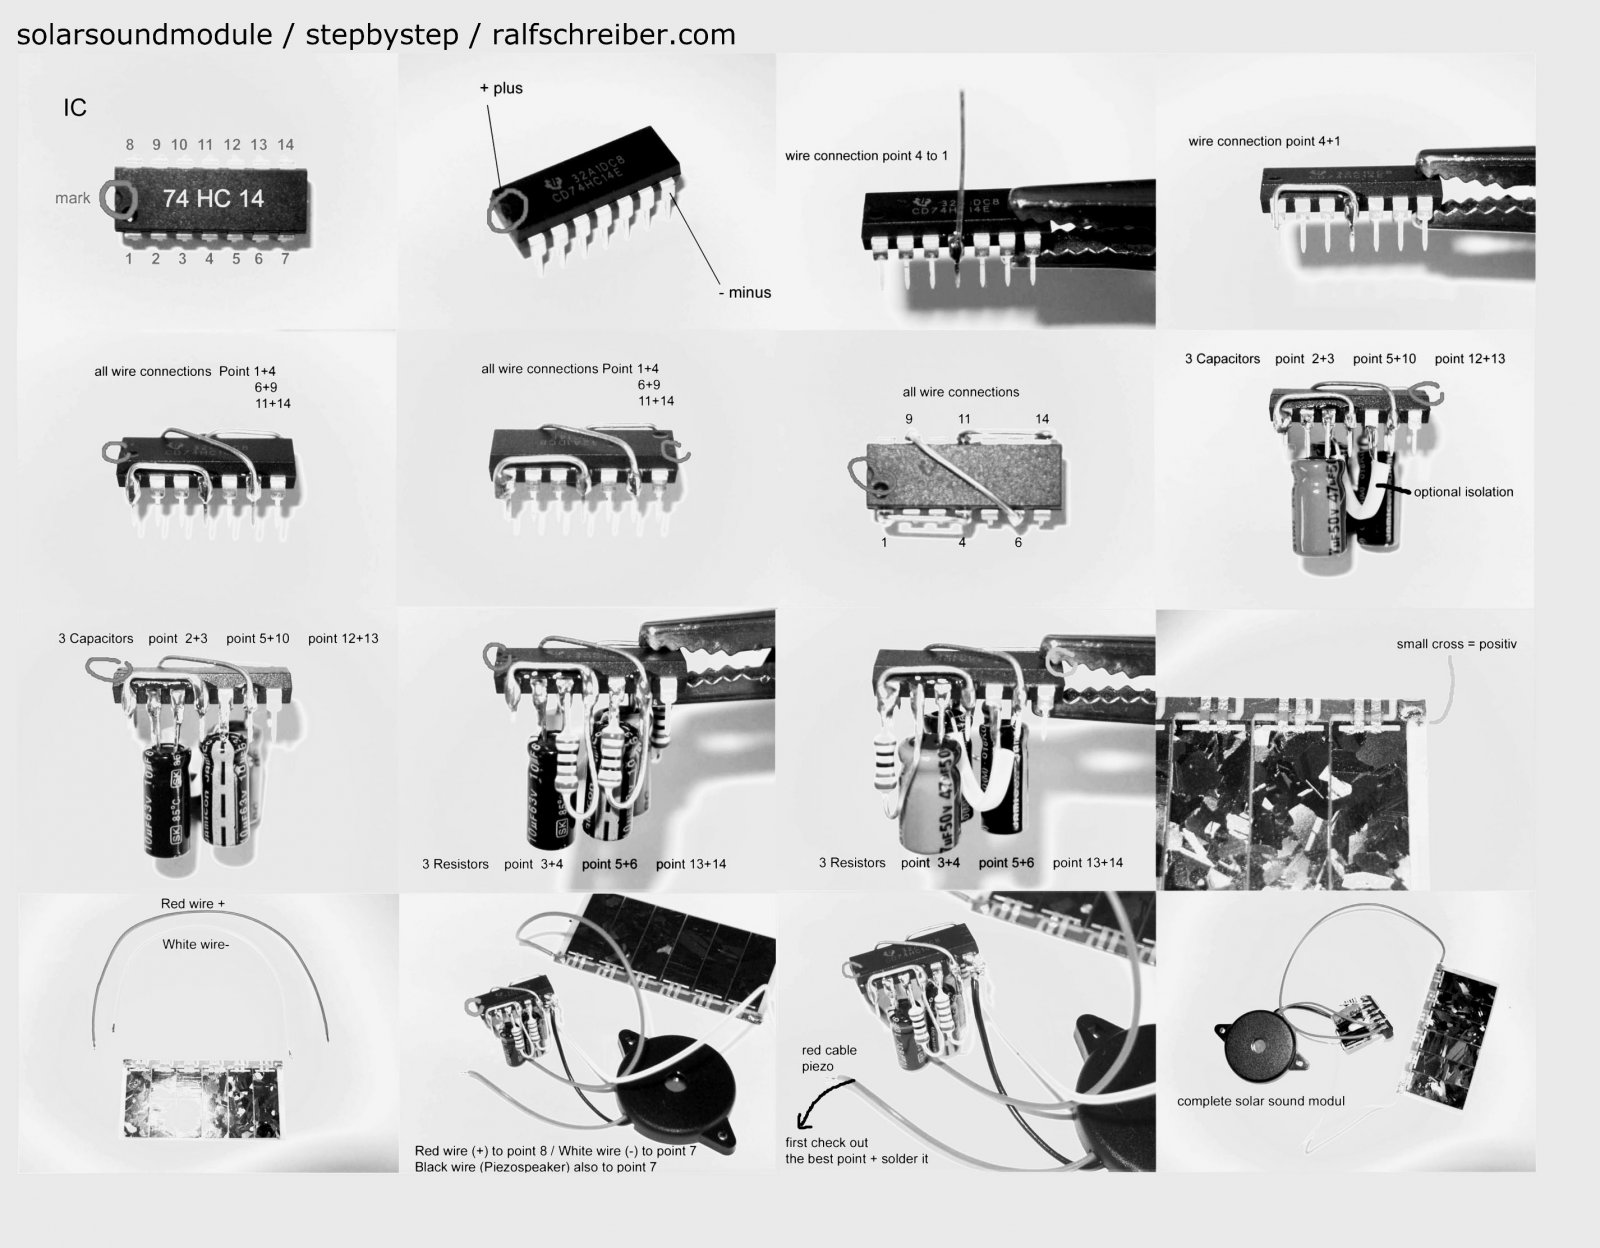 solarsoundmodule / stepbystep / ralfschreiber.com
IC
8 9 10 11 12 13 14
mark
74 HC 14
1 2 3 4 5 6 7
+ plus
32A1DC8
CD74HC14E
- minus
wire connection point 4 to 1
wire connection point 4+1
all wire connections Point 1+4
6+9
11+14
all wire connections Point 1+4
6+9
11+14
all wire connections
9 11 14
1 4 6
3 Capacitors point 2+3 point 5+10 point 12+13
optional isolation
3 Capacitors point 2+3 point 5+10 point 12+13
10µF63V
SK 85°C
3 Resistors point 3+4 point 5+6 point 13+14
3 Resistors point 3+4 point 5+6 point 13+14
small cross = positiv
Red wire +
White wire-
Red wire (+) to point 8 / White wire (-) to point 7
Black wire (Piezospeaker) also to point 7
red cable
piezo
first check out
the best point + solder it
complete solar sound modul